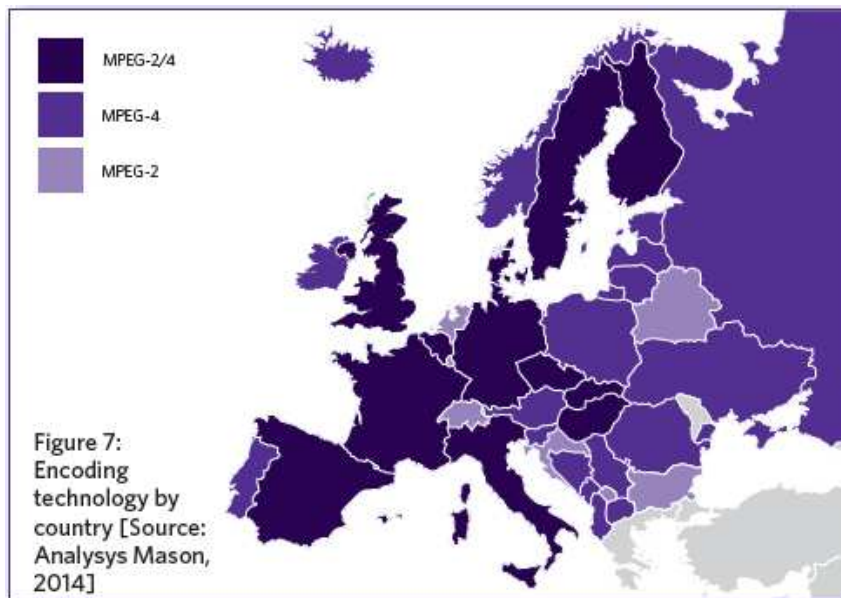 MPEG-2/4
MPEG-4
MPEG-2
Figure 7:
Encoding
technology by
country [Source:
Analysys Mason,
2014]